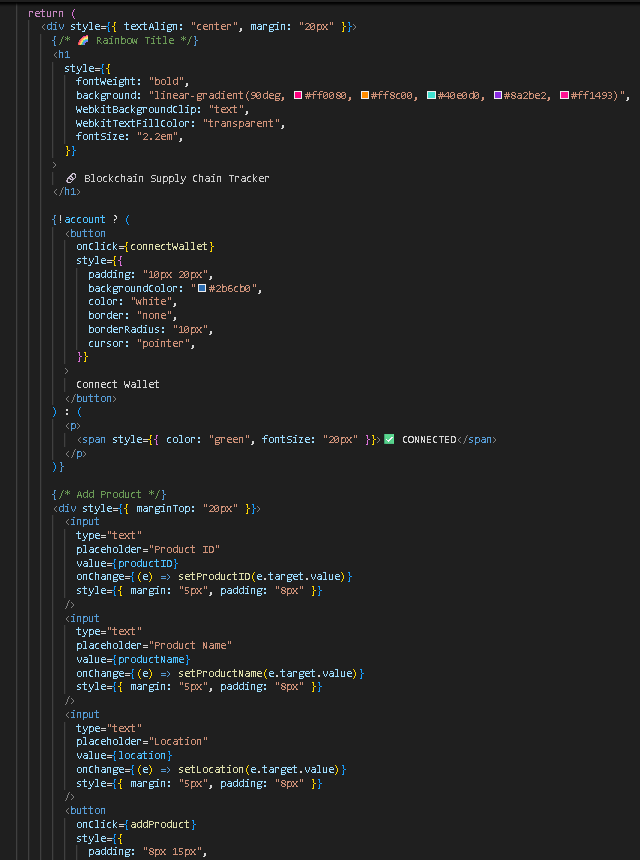 return (
<div style={{ textAlign: "center", margin: "20px" }}>
{/* 🌈 Rainbow Title */}
<h1
style={{
fontWeight: "bold",
background: "linear-gradient(90deg, #ff0080, #ff8c00, #40e0d0, #8a2be2, #ff1493)",
WebkitBackgroundClip: "text",
WebkitTextFillColor: "transparent",
fontSize: "2.2em",
}}
>
🔗 Blockchain Supply Chain Tracker
</h1>
{!account ? (
<button
onClick={connectWallet}
style={{
padding: "10px 20px",
backgroundColor: "#2b6cb0",
color: "white",
border: "none",
borderRadius: "10px",
cursor: "pointer",
}}
>
Connect Wallet
</button>
) : (
<p>
<span style={{ color: "green", fontSize: "20px" }}>✅ CONNECTED</span>
</p>
)}
{/* Add Product */}
<div style={{ marginTop: "20px" }}>
<input
type="text"
placeholder="Product ID"
value={productID}
onChange={(e) => setProductID(e.target.value)}
style={{ margin: "5px", padding: "8px" }}
/>
<input
type="text"
placeholder="Product Name"
value={productName}
onChange={(e) => setProductName(e.target.value)}
style={{ margin: "5px", padding: "8px" }}
/>
<input
type="text"
placeholder="Location"
value={location}
onChange={(e) => setLocation(e.target.value)}
style={{ margin: "5px", padding: "8px" }}
/>
<button
onClick={addProduct}
style={{
padding: "8px 15px",